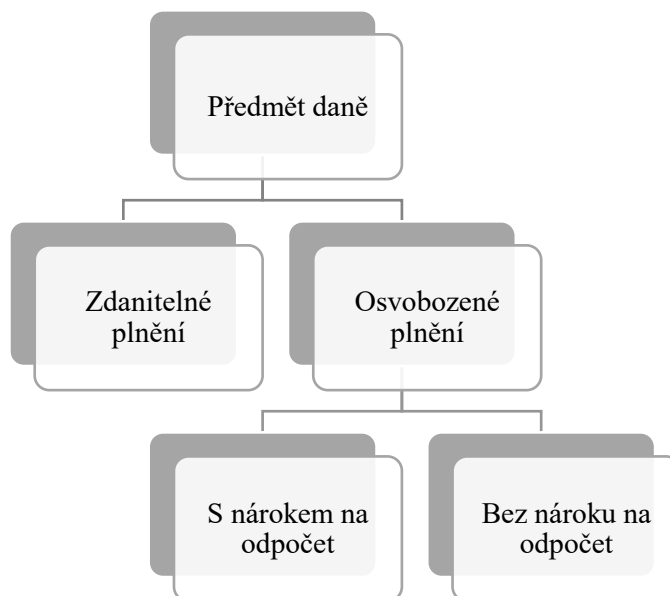 Předmět daně
Zdanitelné
plnění
Osvobozené
plnění
S nárokem na
odpočet
Bez nároku na
odpočet